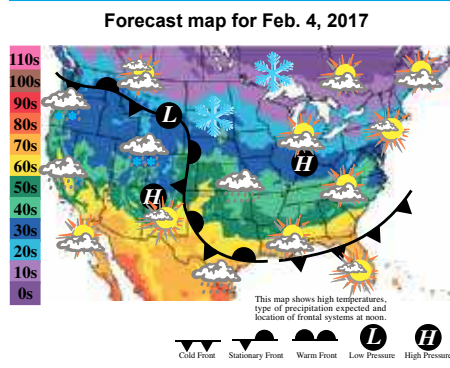 Forecast map for Feb. 4, 2017
110s
100s
90s
80s
70s
60s
50s
40s
30s
20s
10s
0s
L
H
H
This map shows high temperatures,
type of precipitation expected and
location of frontal systems at noon.
L
H
Cold Front
Stationary Front
Warm Front
Low Pressure
High Pressure